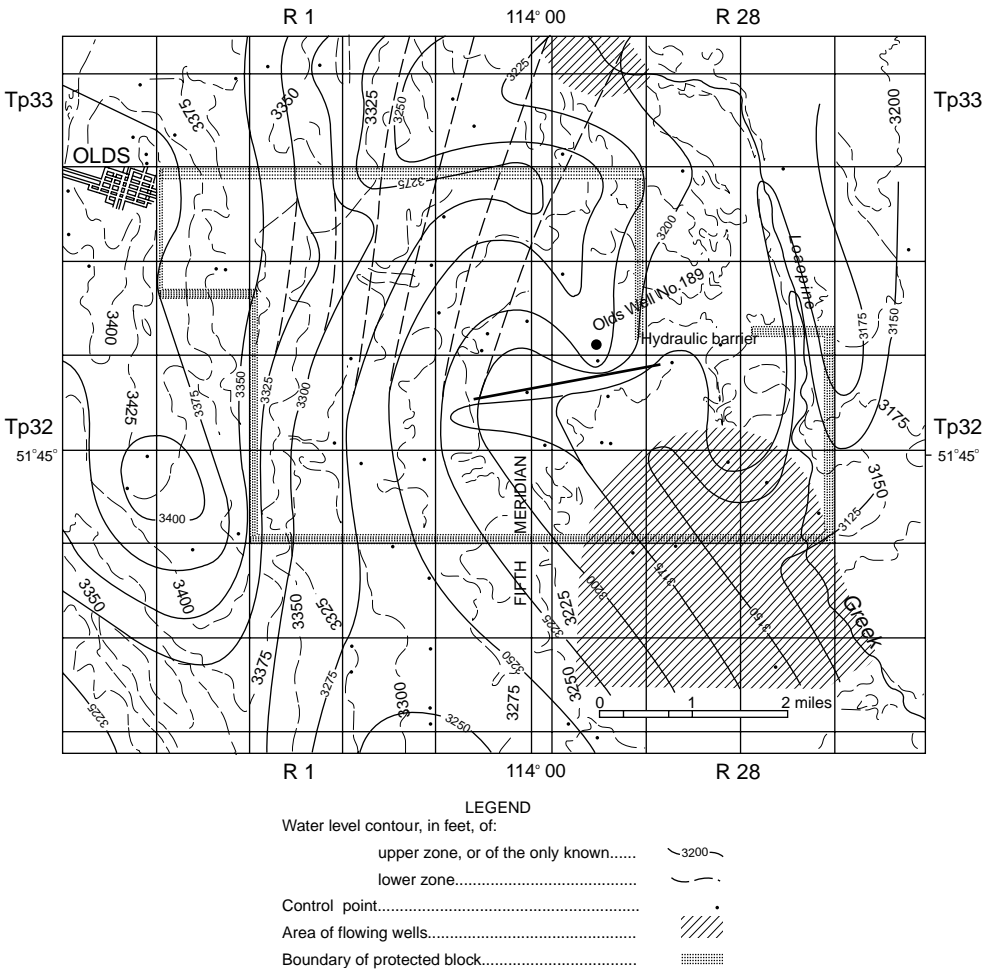 R 1 114° 00 R 28
Tp33 3375 3350 3325 3250 3225 3200 Tp33
OLDS
3275
3200
Loaopine
Olds Well No.189
Hydraulic barrier
3400 3175 3150
3350 3325 3300
3425 3375
Tp32 3175 Tp32
51°45° 51°45°
MERIDIAN
3150
3400 3125
FIFTH
3350 3400 3350 3325 3225 3200 3175 3150 Greek
3225
3375 3275 3250 3250
3225 3300 3275 3250
0 1 2 miles
R 1 114° 00 R 28
LEGEND
Water level contour, in feet, of:
upper zone, or of the only known...... 3200
lower zone..........................................
Control point.......................................................
Area of flowing wells................................................
Boundary of protected block....................................